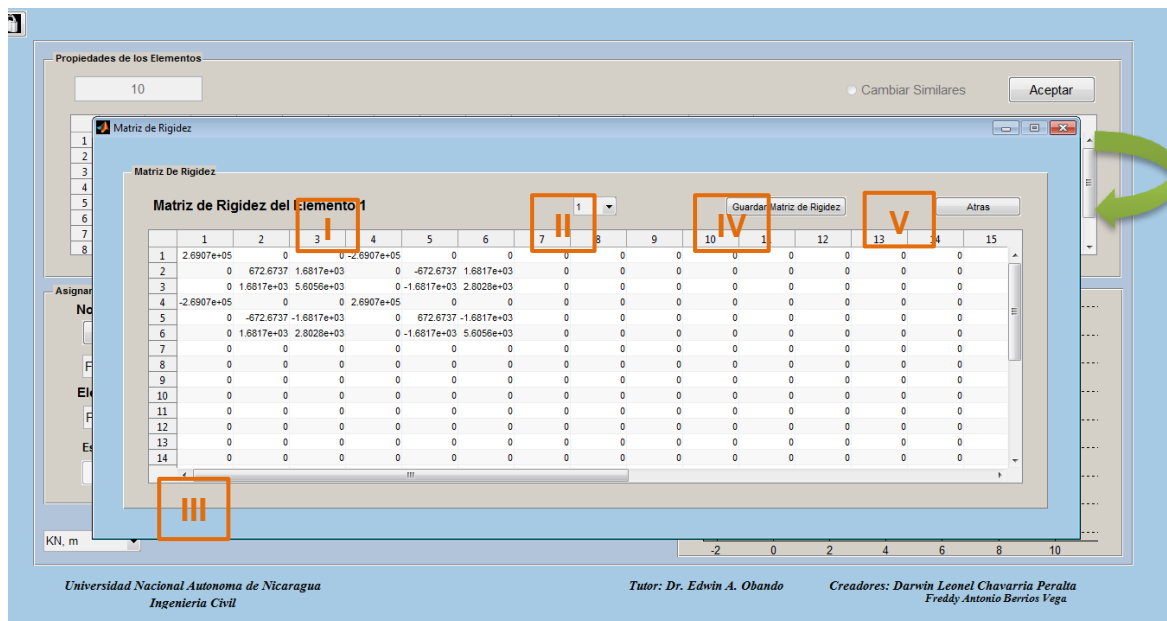 Propiedades de los Elementos
10
Cambiar Similares
Aceptar
1
2
3
4
5
6
7
8
Matriz de Rigidez
Matriz De Rigidez
Matriz de Rigidez del Elemento 1
1
Guardar Matriz de Rigidez
Atras
I
II
IV
V
1 2 3 4 5 6 7 8 9 10 11 12 13 14 15
1 2.6907e+05 0 0 -2.6907e+05 0 0 0 0 0 0 0 0 0 0
2 0 672.6737 1.6817e+03 0 -672.6737 1.6817e+03 0 0 0 0 0 0 0 0
3 0 1.6817e+03 5.6056e+03 0 -1.6817e+03 2.8028e+03 0 0 0 0 0 0 0 0
4 -2.6907e+05 0 0 2.6907e+05 0 0 0 0 0 0 0 0 0 0
5 0 -672.6737 -1.6817e+03 0 672.6737 -1.6817e+03 0 0 0 0 0 0 0 0
6 0 1.6817e+03 2.8028e+03 0 -1.6817e+03 5.6056e+03 0 0 0 0 0 0 0 0
7 0 0 0 0 0 0 0 0 0 0 0 0 0 0
8 0 0 0 0 0 0 0 0 0 0 0 0 0 0
9 0 0 0 0 0 0 0 0 0 0 0 0 0 0
10 0 0 0 0 0 0 0 0 0 0 0 0 0 0
11 0 0 0 0 0 0 0 0 0 0 0 0 0 0
12 0 0 0 0 0 0 0 0 0 0 0 0 0 0
13 0 0 0 0 0 0 0 0 0 0 0 0 0 0
14 0 0 0 0 0 0 0 0 0 0 0 0 0 0
III
Asignar
No
F
Ele
F
Es
KN, m
-2 0 2 4 6 8 10
Universidad Nacional Autonoma de Nicaragua
Ingenieria Civil
Tutor: Dr. Edwin A. Obando
Creadores: Darwin Leonel Chavarria Peralta
Freddy Antonio Berrios Vega